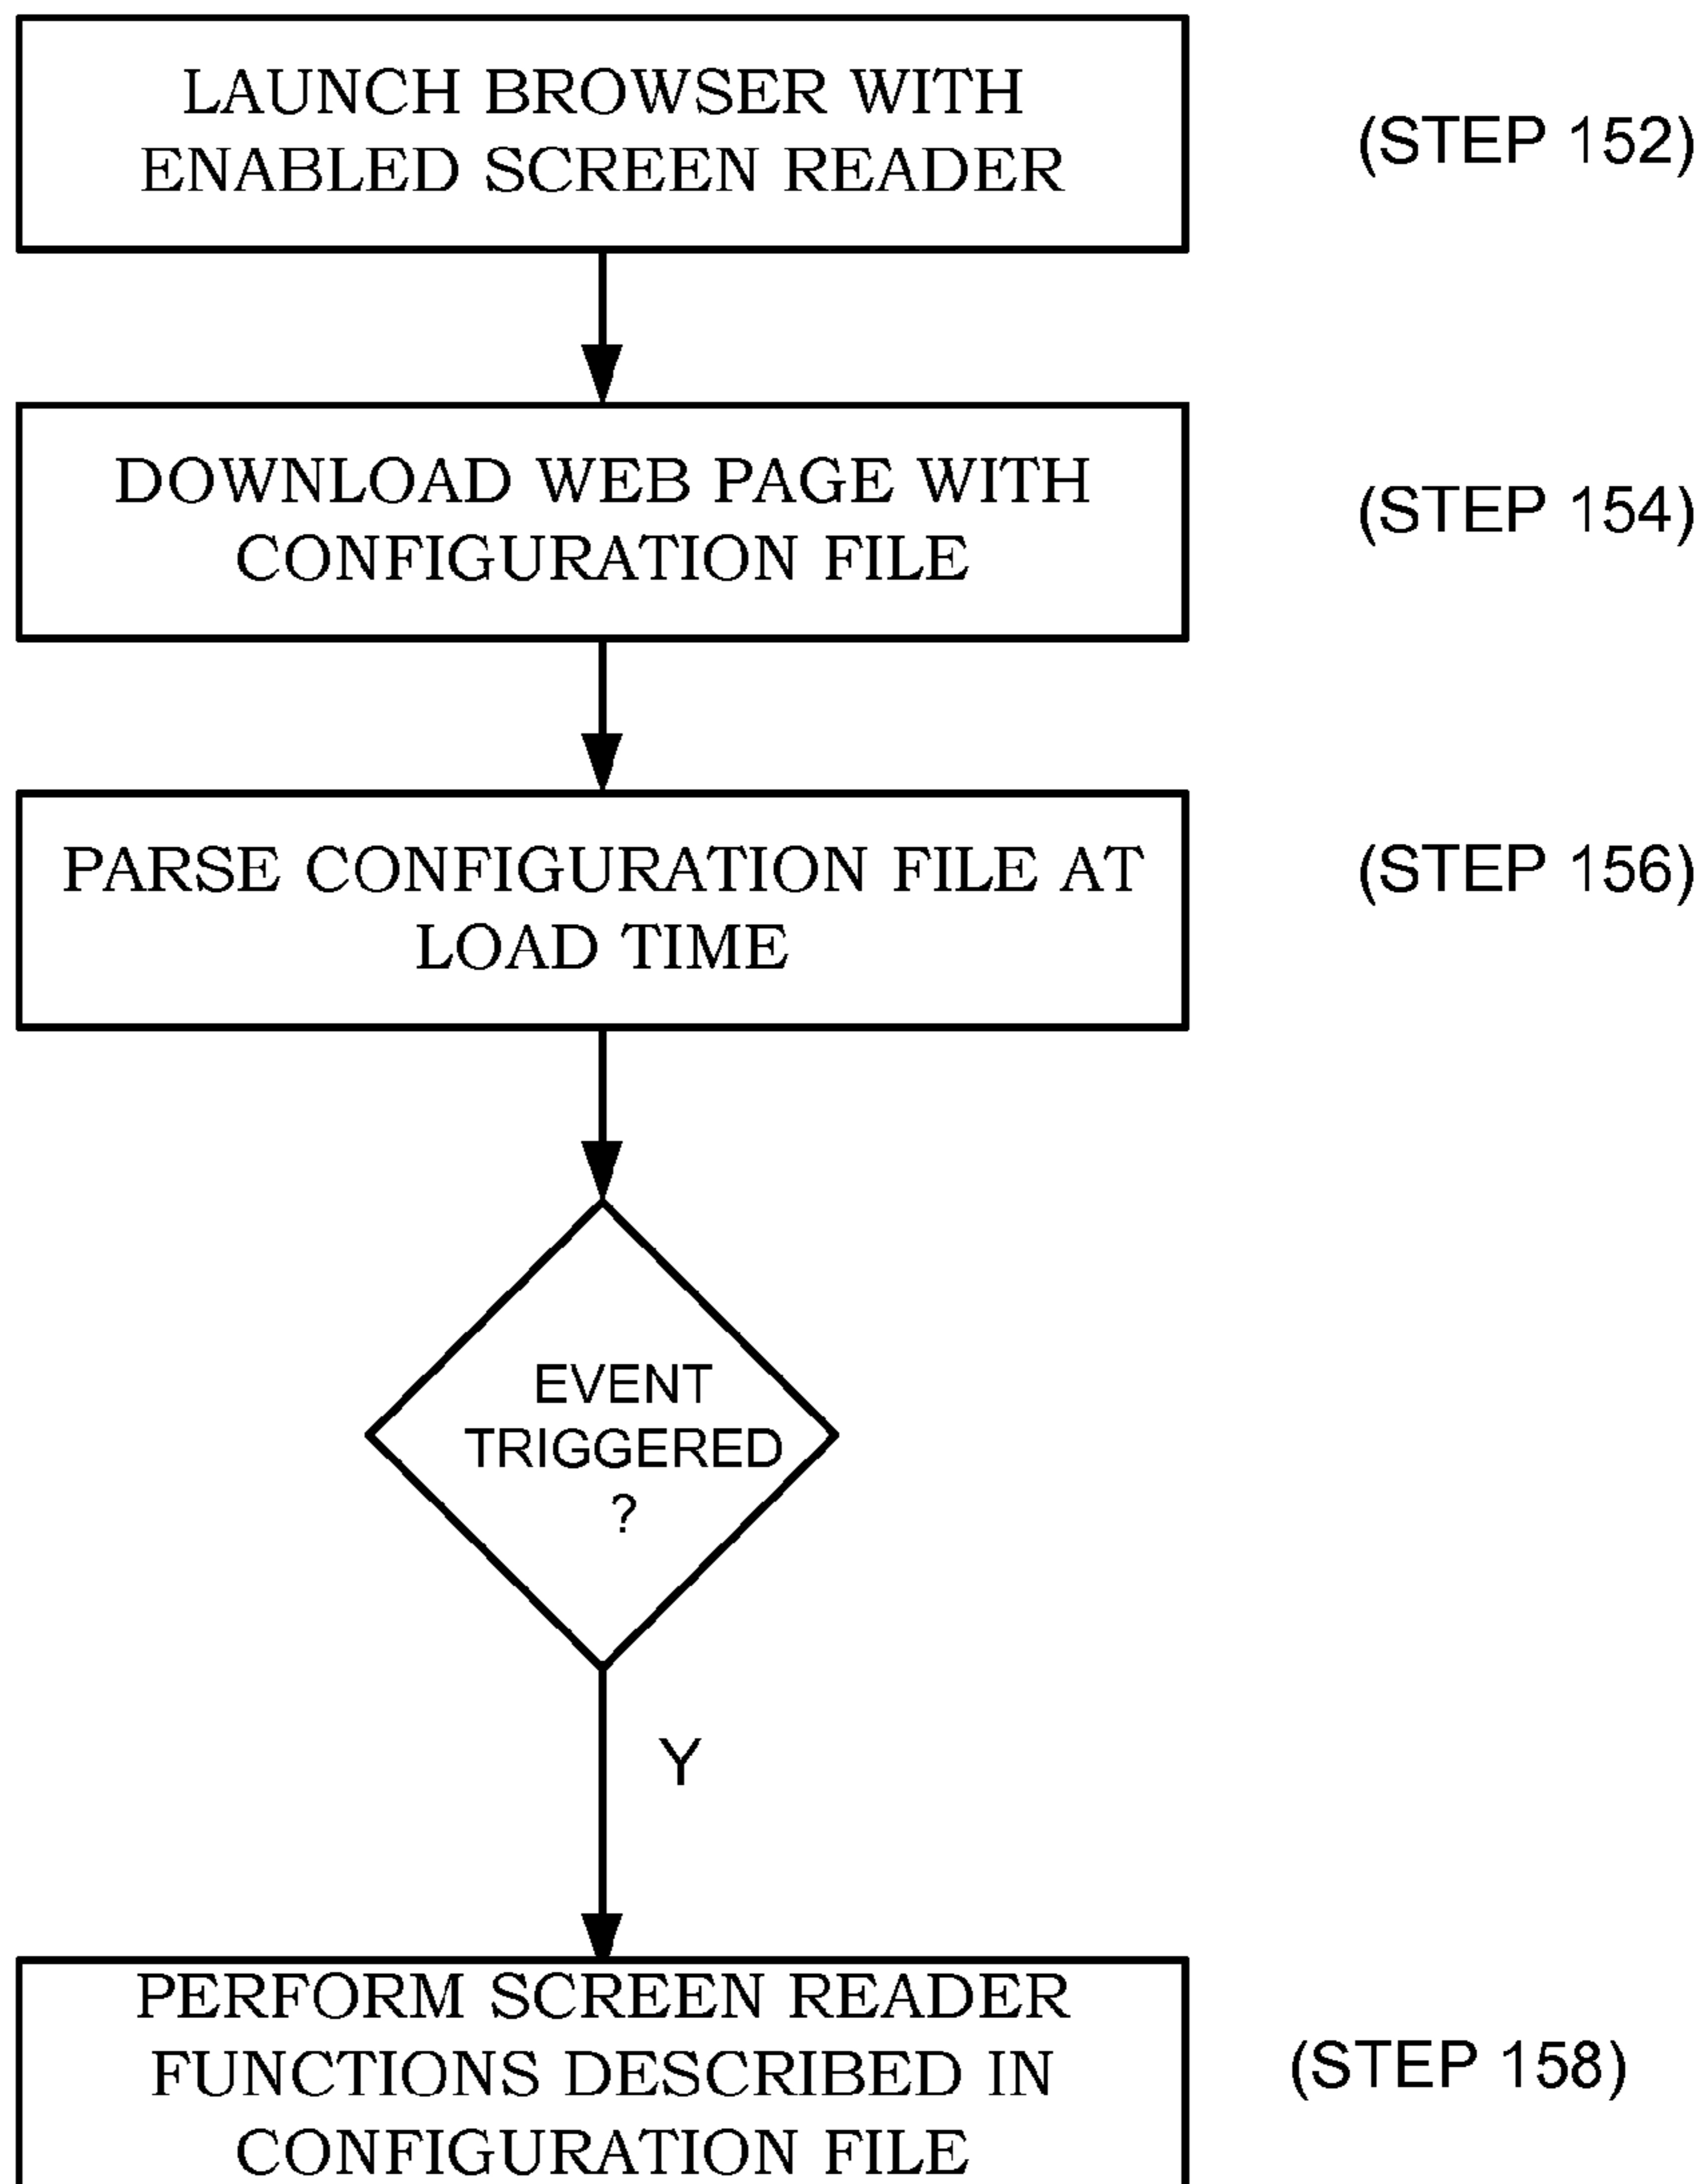 LAUNCH BROWSER WITH
ENABLED SCREEN READER
(STEP 152)
DOWNLOAD WEB PAGE WITH
CONFIGURATION FILE
(STEP 154)
PARSE CONFIGURATION FILE AT
LOAD TIME
(STEP 156)
EVENT
TRIGGERED
?
Y
PERFORM SCREEN READER
FUNCTIONS DESCRIBED IN
CONFIGURATION FILE
(STEP 158)